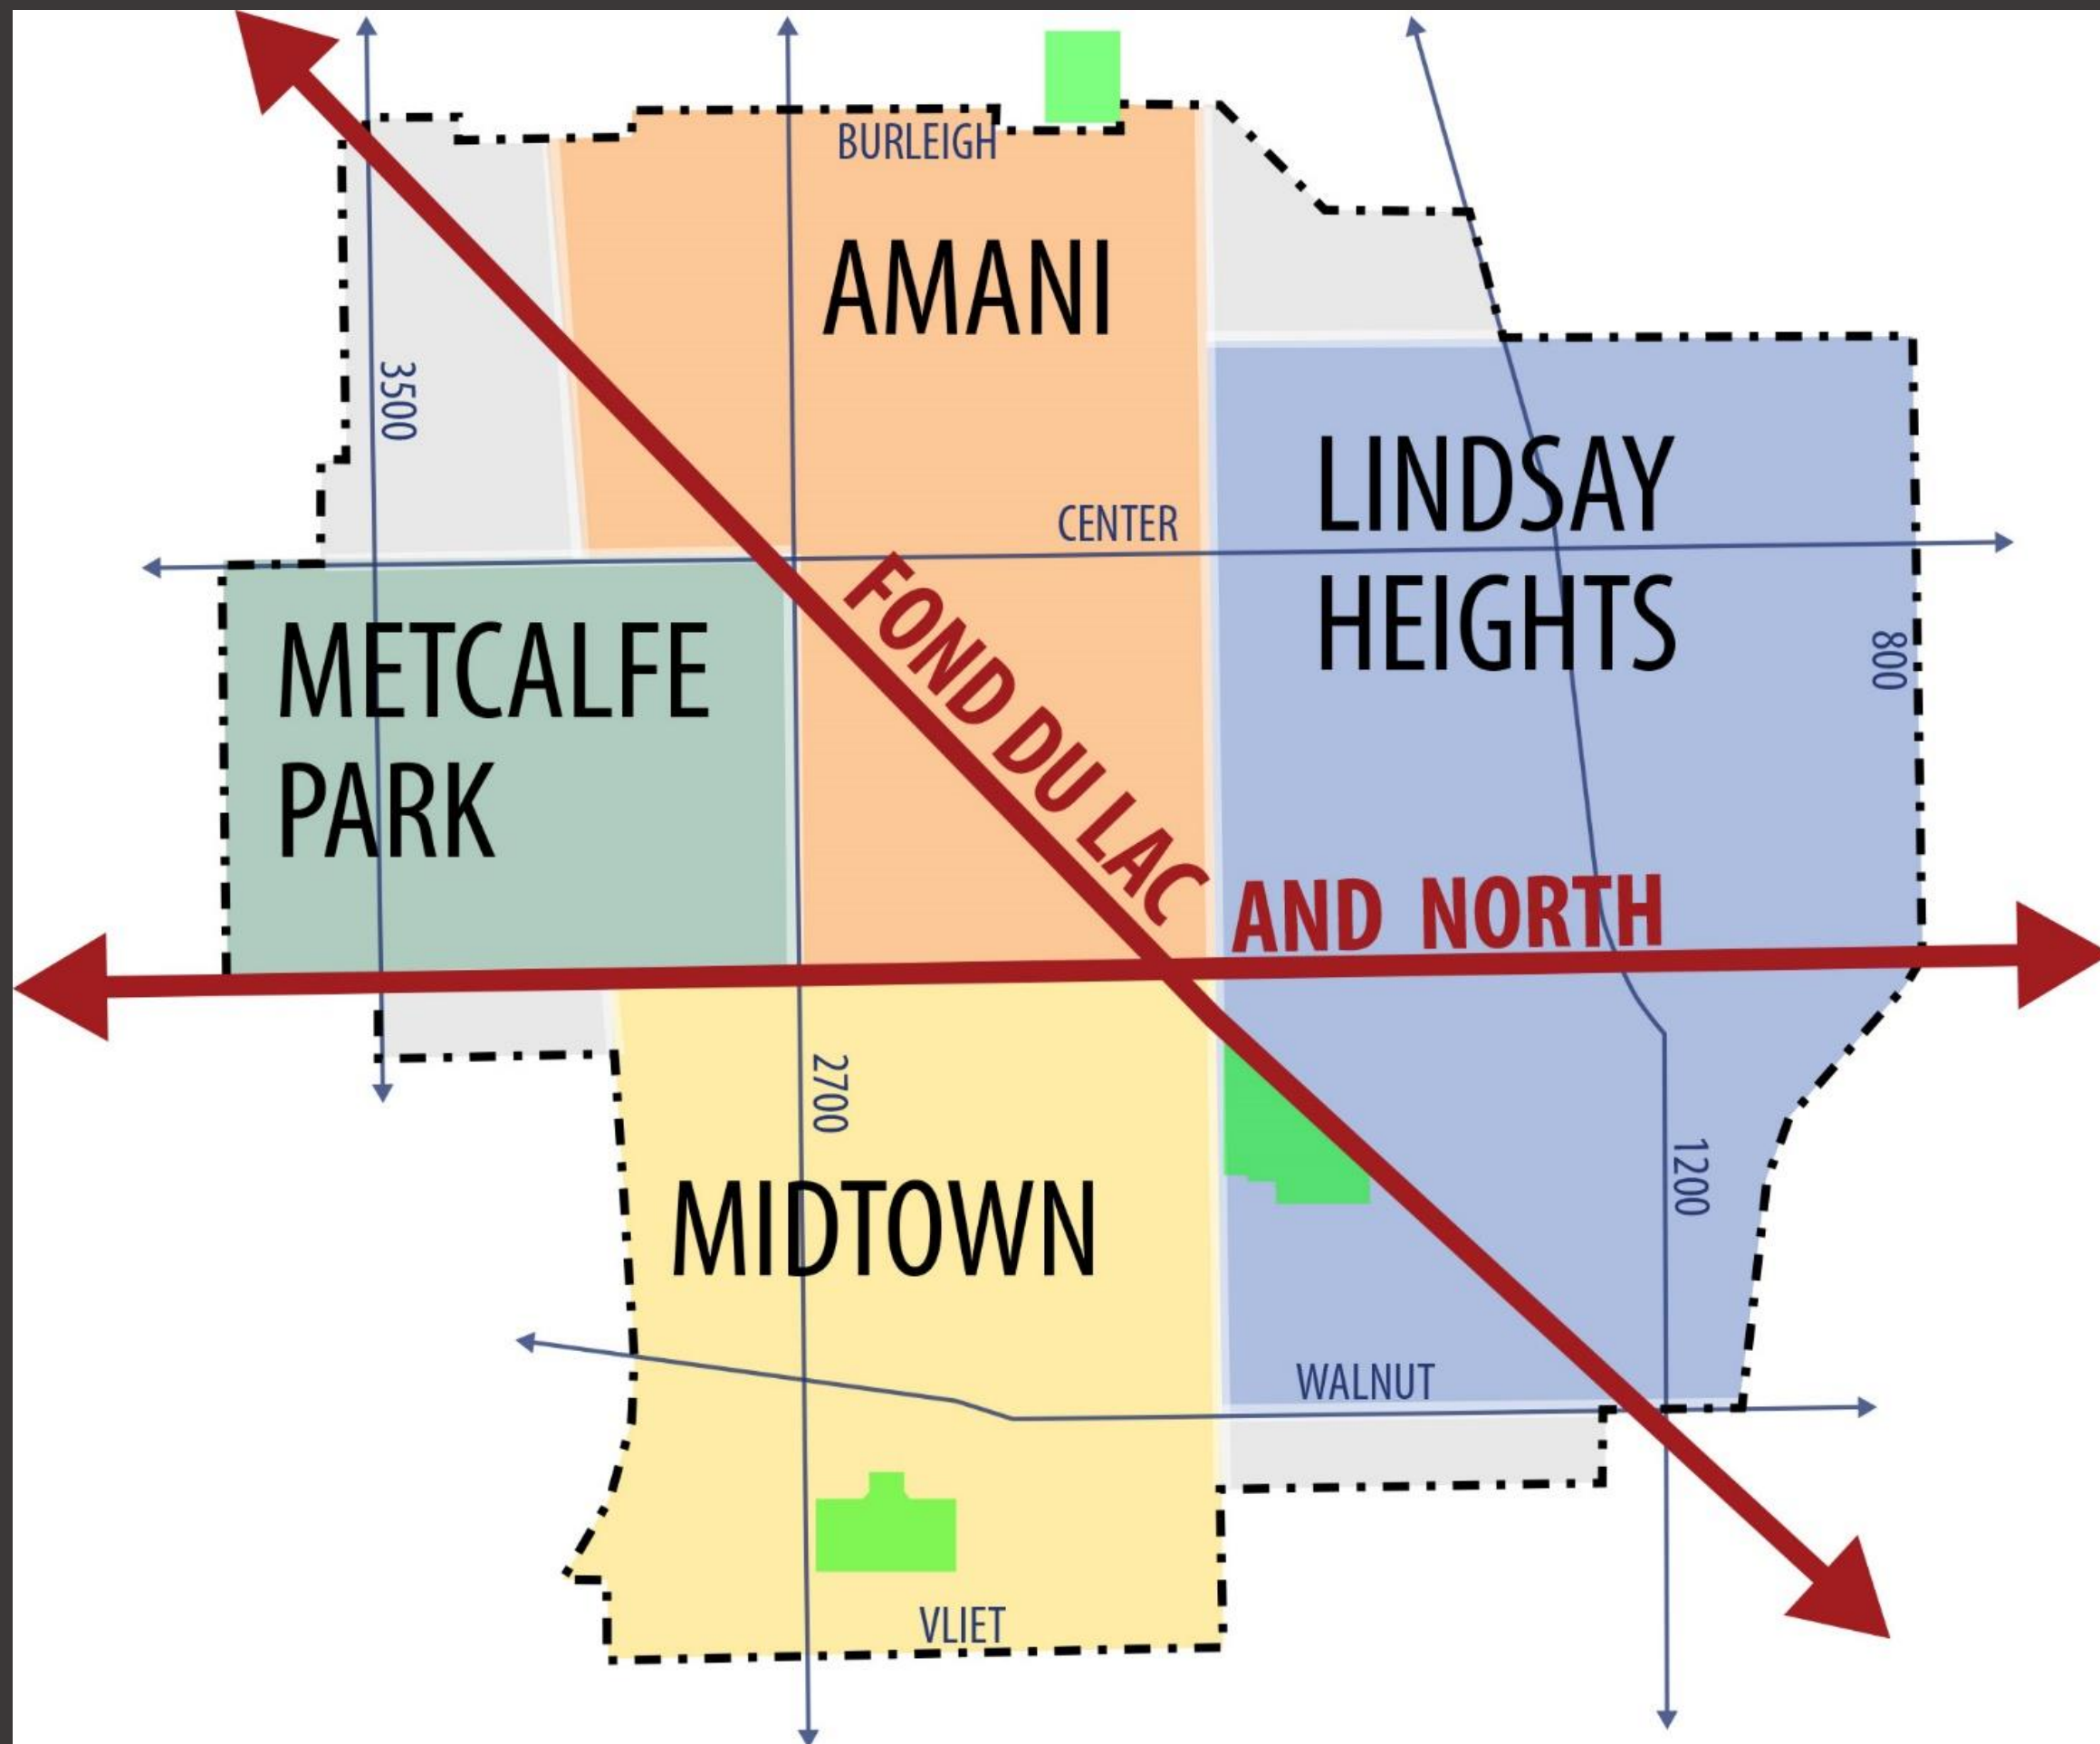 BURLEIGH
AMANI
3500
LINDSAY
HEIGHTS
CENTER
METCALFE
PARK
FOND DU LAC
AND NORTH
800
2700
MIDTOWN
1200
WALNUT
VLIET